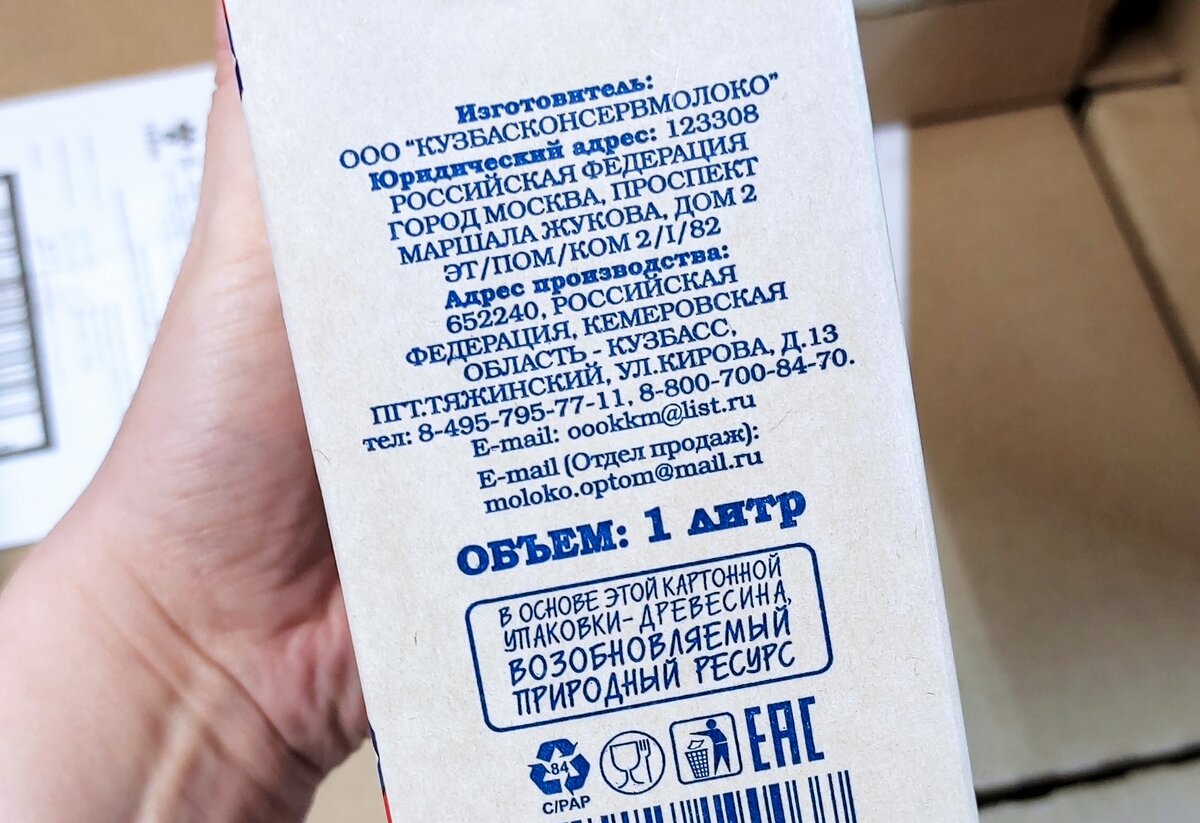 Изготовитель:
ООО "КУЗБАСКОНСЕРВМОЛОКО"
Юридический адрес: 123308
РОССИЙСКАЯ ФЕДЕРАЦИЯ
ГОРОД МОСКВА, ПРОСПЕКТ
МАРШАЛА ЖУКОВА, ДОМ 2
ЭТ/ПОМ/КОМ 2/I/82
Адрес производства:
652240, РОССИЙСКАЯ
ФЕДЕРАЦИЯ, КЕМЕРОВСКАЯ
ОБЛАСТЬ - КУЗБАСС,
ПГТ.ТЯЖИНСКИЙ, УЛ.КИРОВА, Д.13
тел: 8-495-795-77-11, 8-800-700-84-70.
E-mail: oookkm@list.ru
E-mail (Отдел продаж):
moloko.optom@mail.ru
ОБЪЕМ: 1 литр
В ОСНОВЕ ЭТОЙ КАРТОННОЙ
УПАКОВКИ- ДРЕВЕСИНА,
ВОЗОБНОВЛЯЕМЫЙ
ПРИРОДНЫЙ РЕСУРС
84
C/PAP
EAC